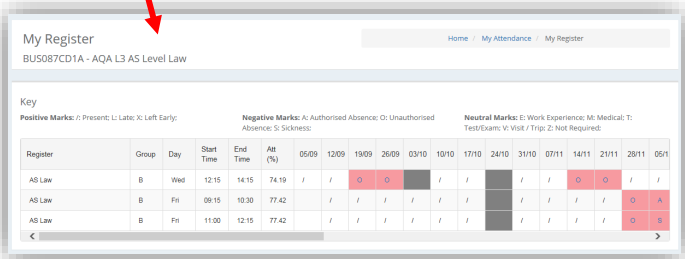 My Register
Home / My Attendance / My Register
BUS087CD1A - AQA L3 AS Level Law
Key
Positive Marks: /: Present; L: Late; X: Left Early;
Negative Marks: A: Authorised Absence; O: Unauthorised
Absence; S: Sickness;
Neutral Marks: E: Work Experience; M: Medical; T:
Test/Exam; V: Visit / Trip; Z: Not Required;
Register Group Day Start Time End Time Att (%) 05/09 12/09 19/09 26/09 03/10 10/10 17/10 24/10 31/10 07/11 14/11 21/11 28/11 05/1
AS Law B Wed 12:15 14:15 74.19 / / O O / / / / O O / /
AS Law B Fri 09:15 10:30 77.42 / / / / / / / / / / O A
AS Law B Fri 11:00 12:15 77.42 / / / / / / / / / / O